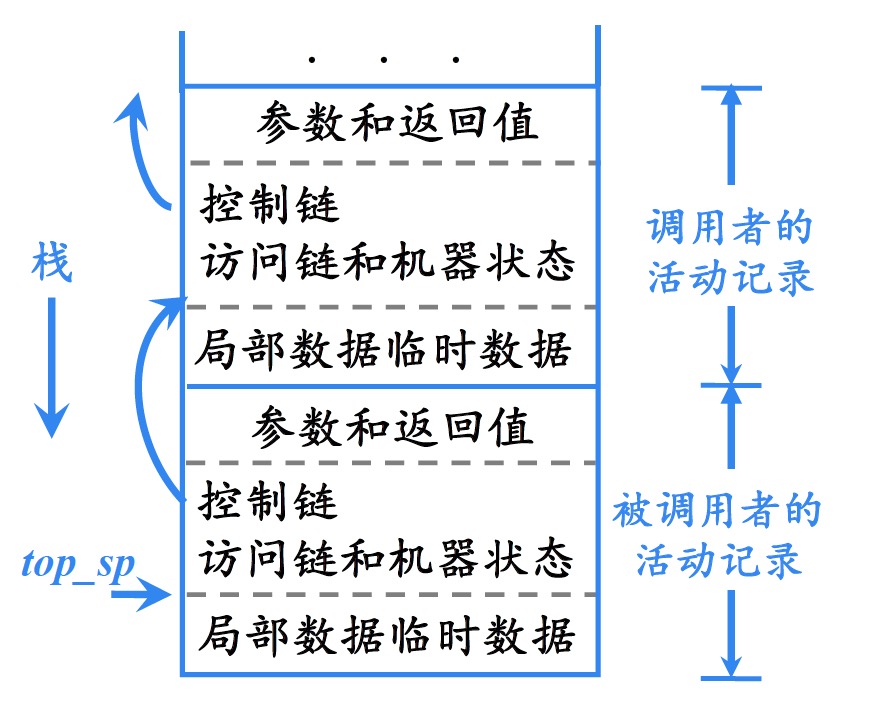 . . .
参数和返回值
控制链
访问链和机器状态
局部数据临时数据
参数和返回值
控制链
访问链和机器状态
局部数据临时数据
栈
top_sp
调用者的
活动记录
被调用者的
活动记录